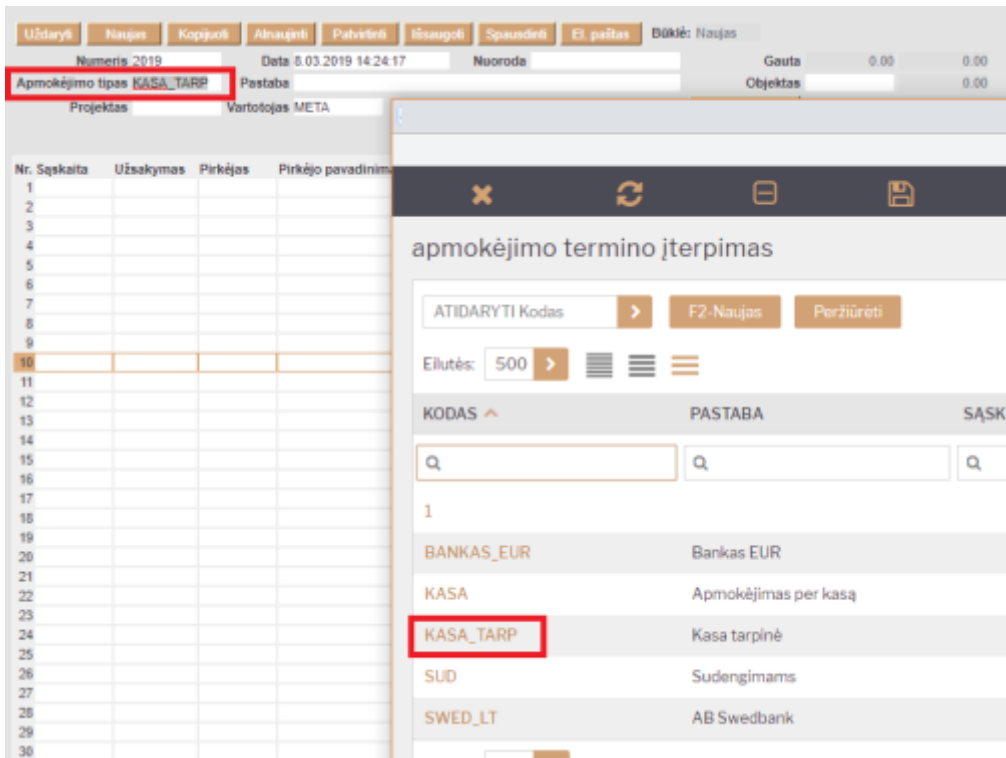 Uždaryti Naujas Kopijuoti Atnaujinti Patvirtinti Išsaugoti Spausdinti El. paštas Būklė: Naujas
Numeris 2019 Data 8.03.2019 14:24:17 Nuoroda Gauta 0.00 0.00
Apmokėjimo tipas KASA_TARP Pastaba Objektas 0.00
Projektas Vartotojas META
Nr. Sąskaita Užsakymas Pirkėjas Pirkėjo pavadinim
1
2
3
4
5
6
7
8
9
10
11
12
13
14
15
16
17
18
19
20
21
22
23
24
25
26
27
28
29
30
apmokėjimo termino įterpimas
ATIDARYTI Kodas F2-Naujas Peržiūrėti
Eilutės: 500
KODAS PASTABA SĄSK
1
BANKAS_EUR Bankas EUR
KASA Apmokėjimas per kasą
KASA_TARP Kasa tarpinė
SUD Sudengimams
SWED_LT AB Swedbank